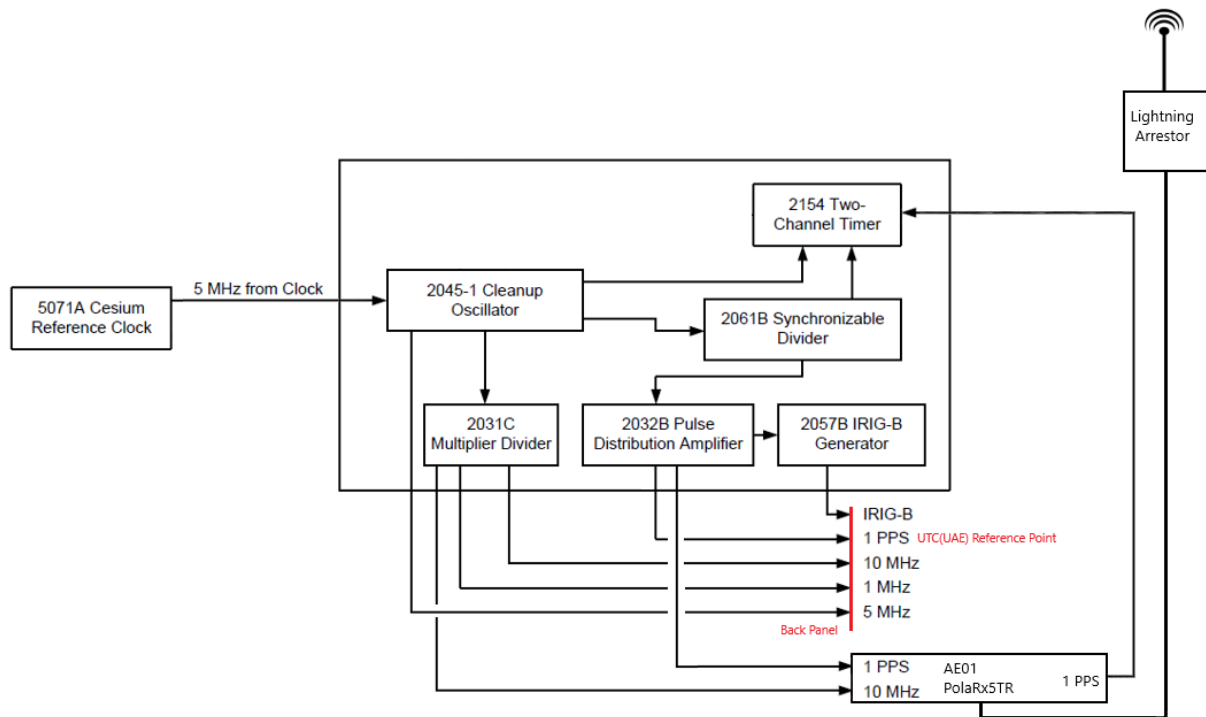 Lightning
Arrestor
2154 Two-
Channel Timer
5 MHz from Clock
2045-1 Cleanup
Oscillator
5071A Cesium
Reference Clock
2061B Synchronizable
Divider
2031C
Multiplier Divider
2032B Pulse
Distribution Amplifier
2057B IRIG-B
Generator
IRIG-B
1 PPS UTC(UAE) Reference Point
10 MHz
1 MHz
5 MHz
Back Panel
1 PPS
10 MHz
AE01
PolaRx5TR
1 PPS